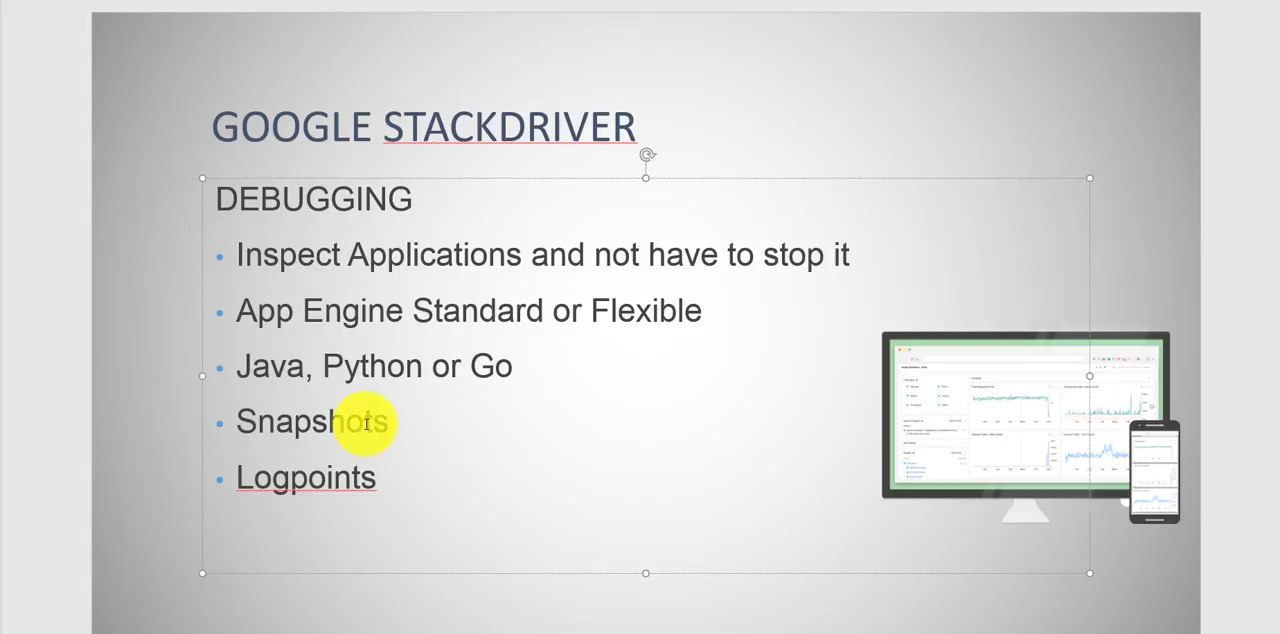 GOOGLE STACKDRIVER
DEBUGGING
• Inspect Applications and not have to stop it
• App Engine Standard or Flexible
• Java, Python or Go
• Snapshots
• Logpoints